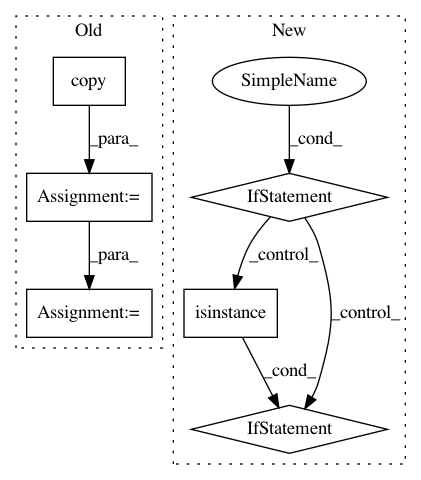 Old
New
copy
SimpleName
_para_
_cond_
Assignment:=
IfStatement
_para_
_control_
Assignment:=
isinstance
_control_
_cond_
IfStatement